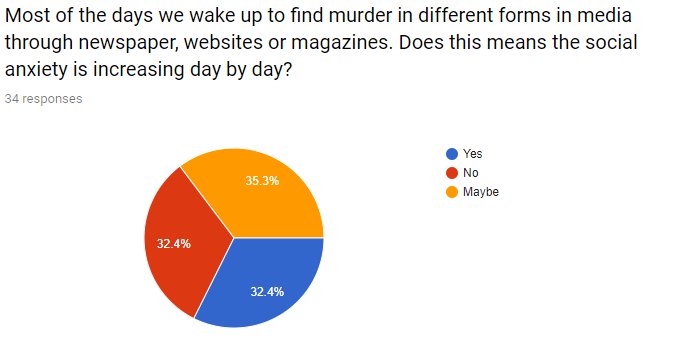 Most of the days we wake up to find murder in different forms in media
through newspaper, websites or magazines. Does this means the social
anxiety is increasing day by day?
34 responses
Yes
No
Maybe
35.3%
32.4%
32.4%